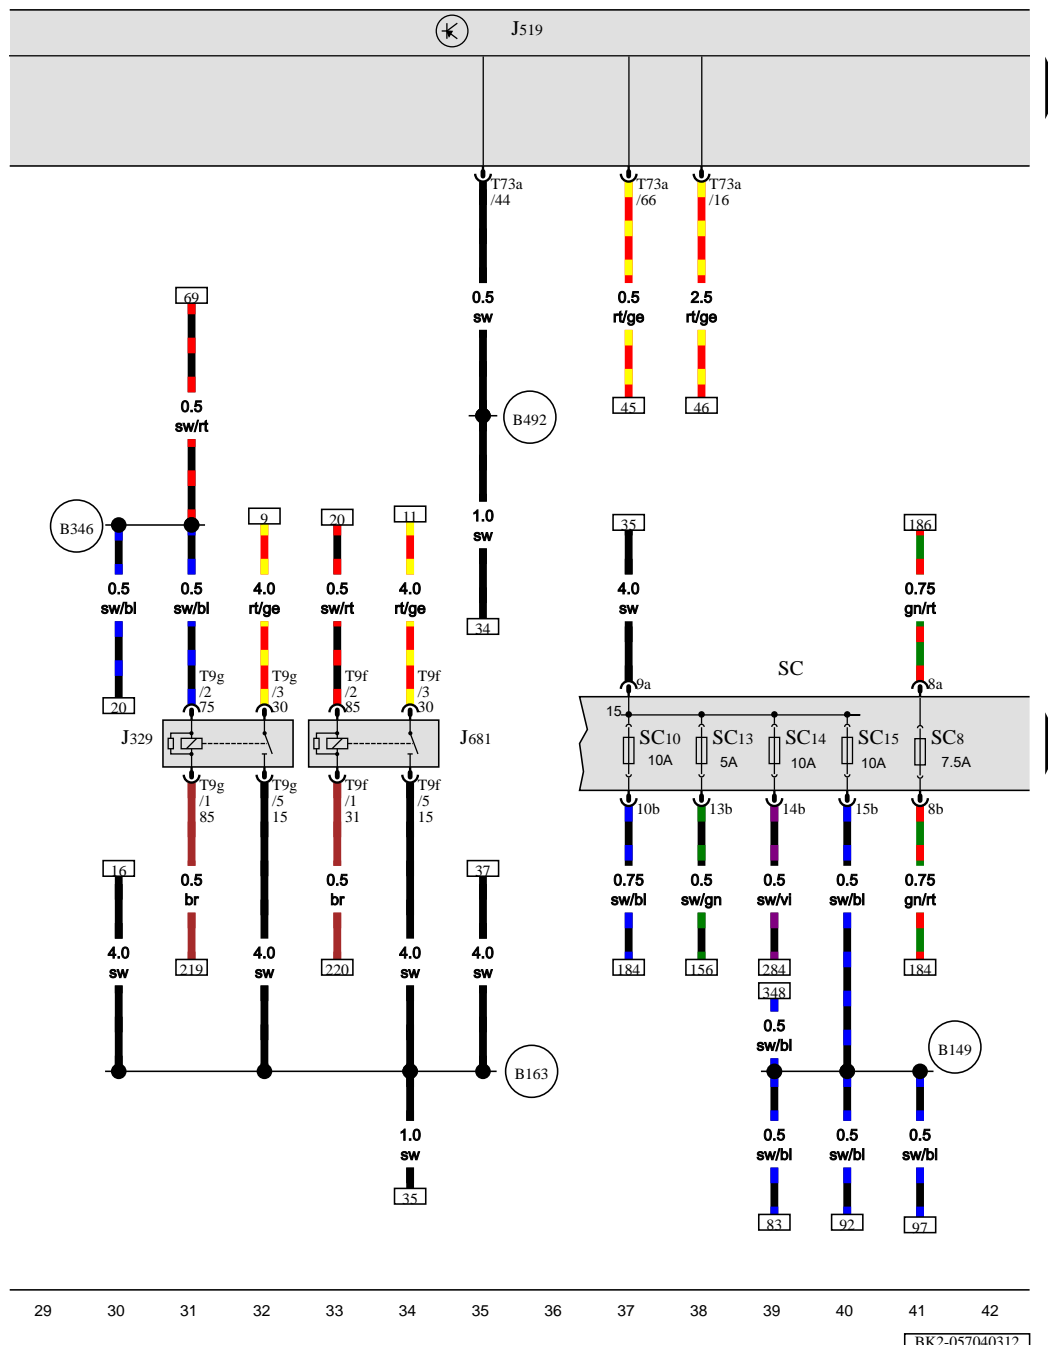 J519
T73a
/44
T73a
/66
T73a
/16
69
0.5
sw
0.5
rt/ge
2.5
rt/ge
0.5
sw/rt
45
46
B492
B346
9
20
11
1.0
sw
35
186
0.5
sw/bl
0.5
sw/bl
4.0
rt/ge
0.5
sw/rt
4.0
rt/ge
4.0
sw
0.75
gn/rt
34
SC
T9g
/2
75
T9g
/3
30
T9f
/2
85
T9f
/3
30
9a
8a
20
15
J329
J681
SC10
10A
SC13
5A
SC14
10A
SC15
10A
SC8
7.5A
T9g
/1
85
T9g
/5
15
T9f
/1
31
T9f
/5
15
10b
13b
14b
15b
8b
16
37
0.5
br
0.5
br
0.75
sw/bl
0.5
sw/gn
0.5
sw/vi
0.5
sw/bl
0.75
gn/rt
4.0
sw
219
4.0
sw
220
4.0
sw
4.0
sw
184
156
284
184
348
0.5
sw/bl
B149
B163
1.0
sw
0.5
sw/bl
0.5
sw/bl
0.5
sw/bl
35
83
92
97
29 30 31 32 33 34 35 36 37 38 39 40 41 42
BK2-057040312